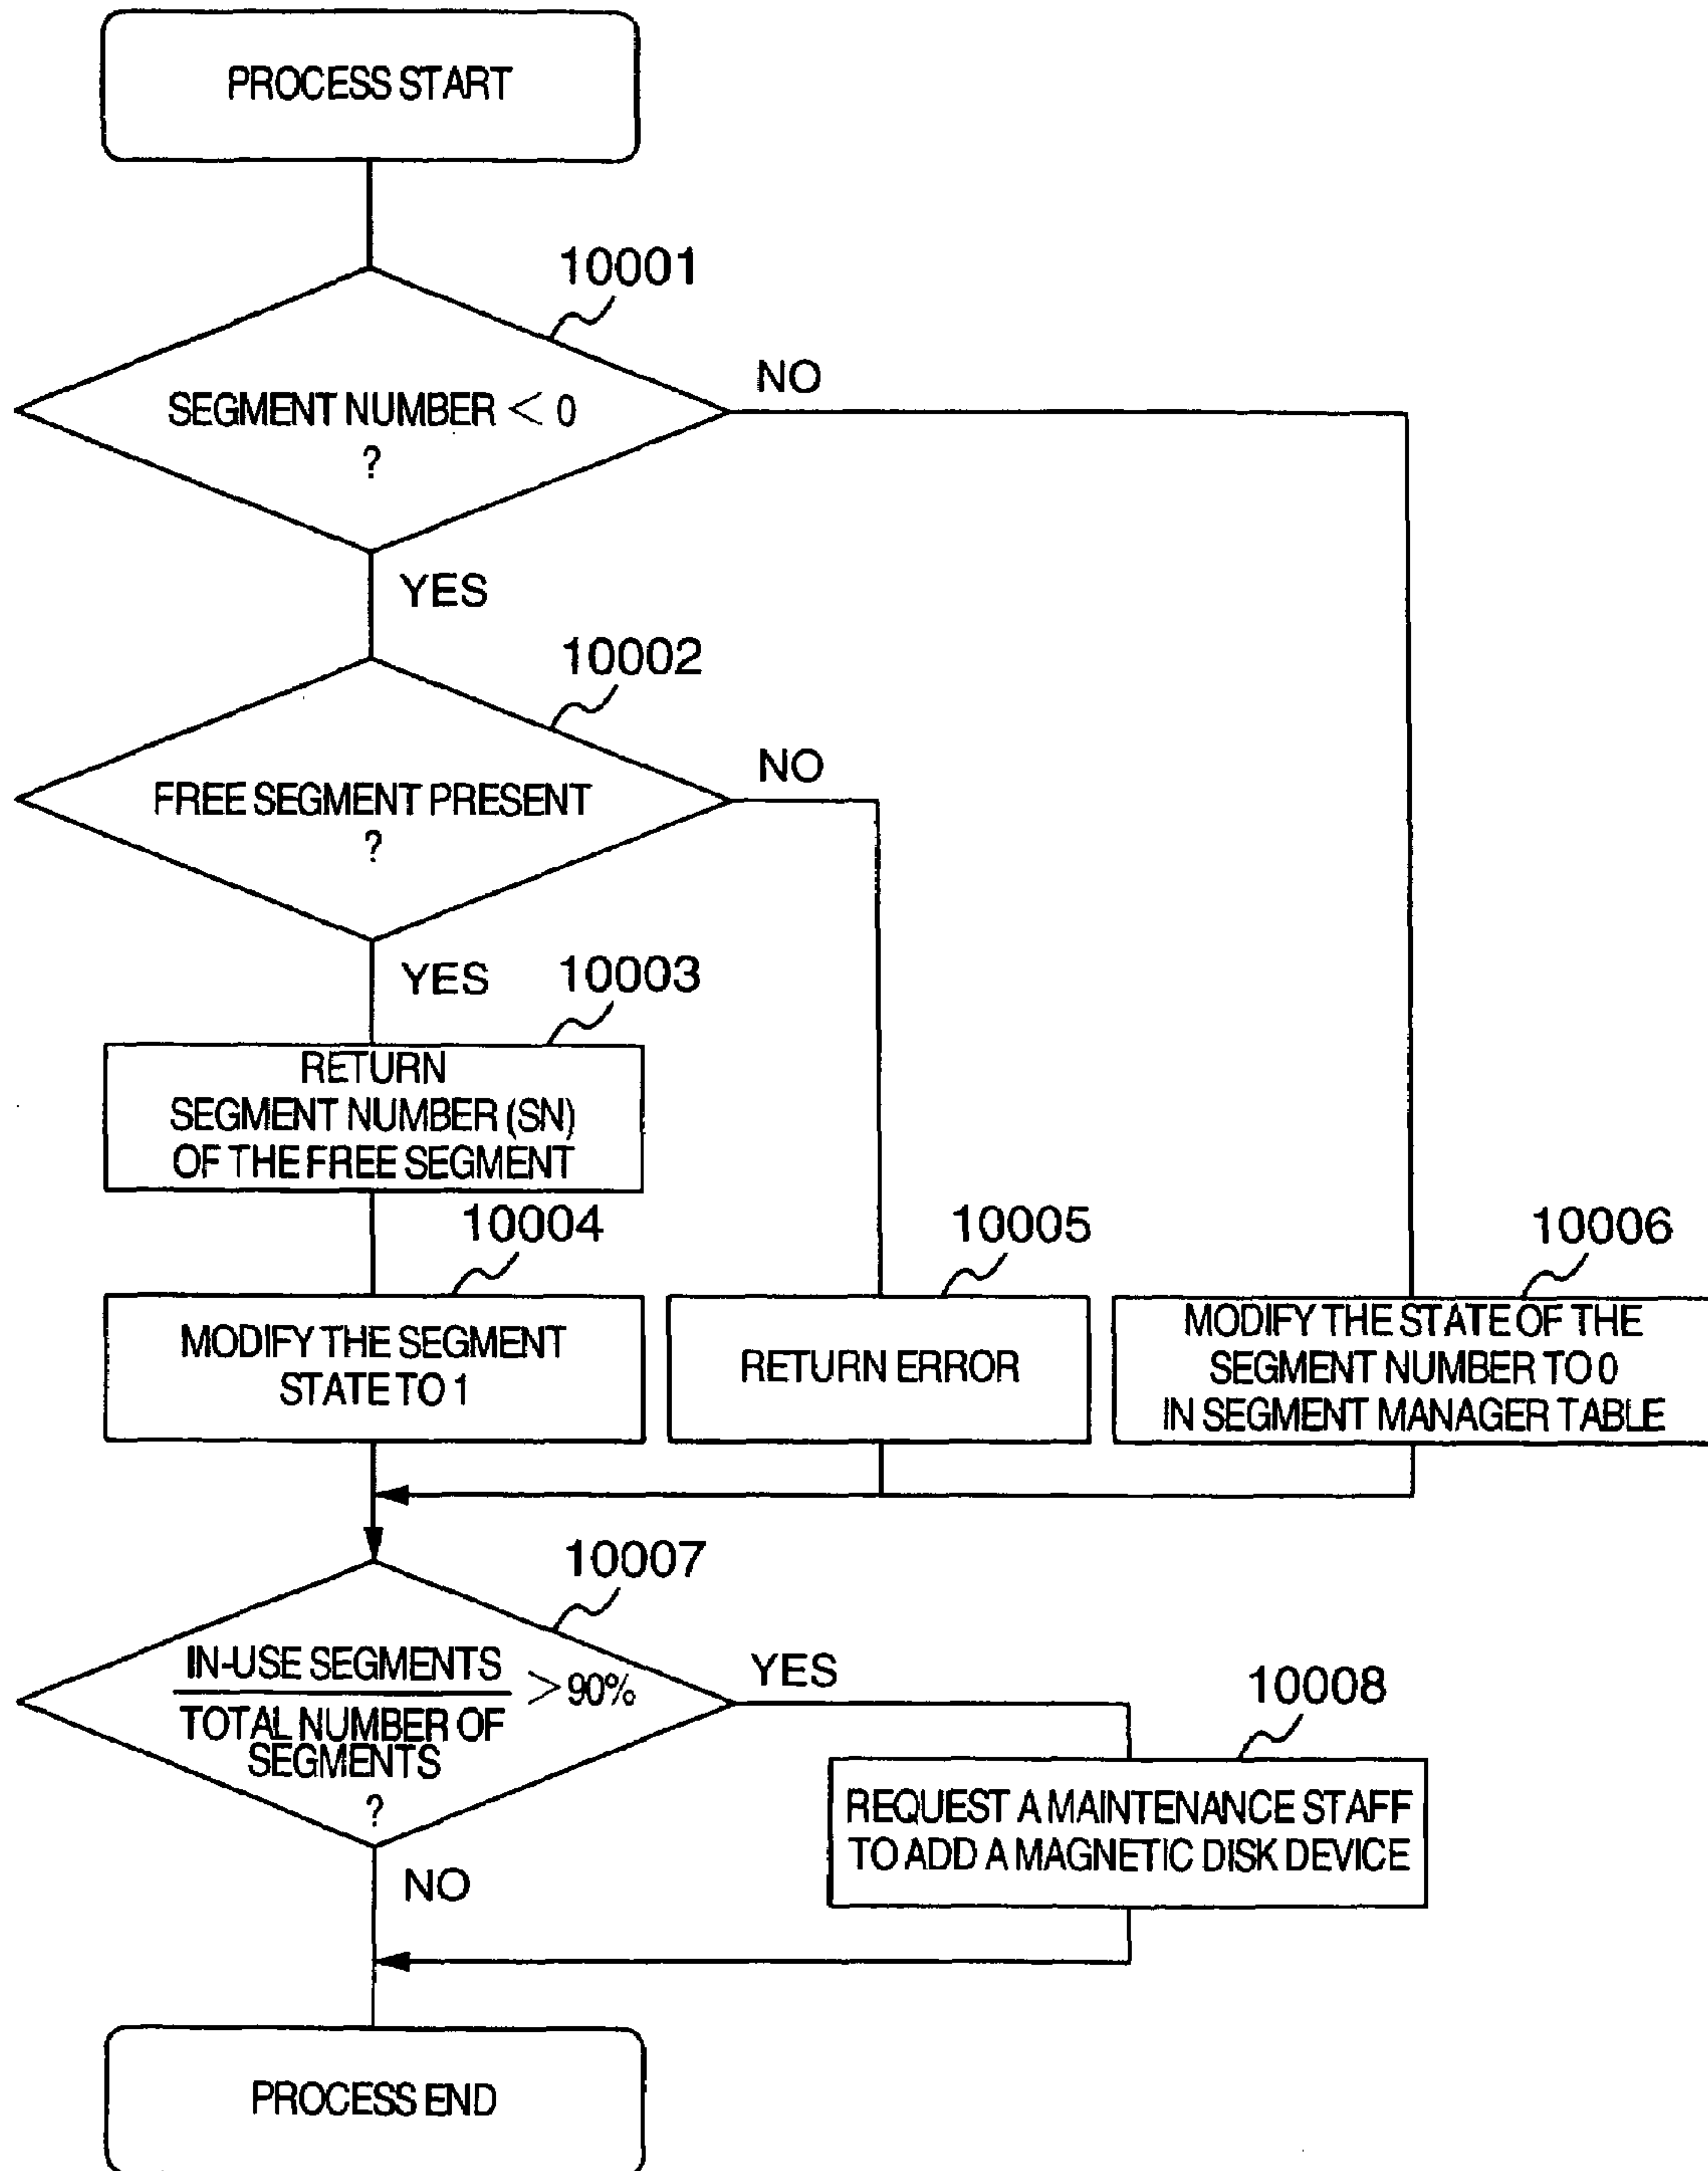 PROCESS START
10001
SEGMENT NUMBER < 0
?
NO
YES
10002
FREE SEGMENT PRESENT
?
NO
YES
10003
RETURN
SEGMENT NUMBER (SN)
OF THE FREE SEGMENT
10004
MODIFY THE SEGMENT
STATE TO 1
10005
RETURN ERROR
10006
MODIFY THE STATE OF THE
SEGMENT NUMBER TO 0
IN SEGMENT MANAGER TABLE
10007
IN-USE SEGMENTS
TOTAL NUMBER OF
SEGMENTS
> 90%
?
YES
NO
10008
REQUEST A MAINTENANCE STAFF
TO ADD A MAGNETIC DISK DEVICE
PROCESS END